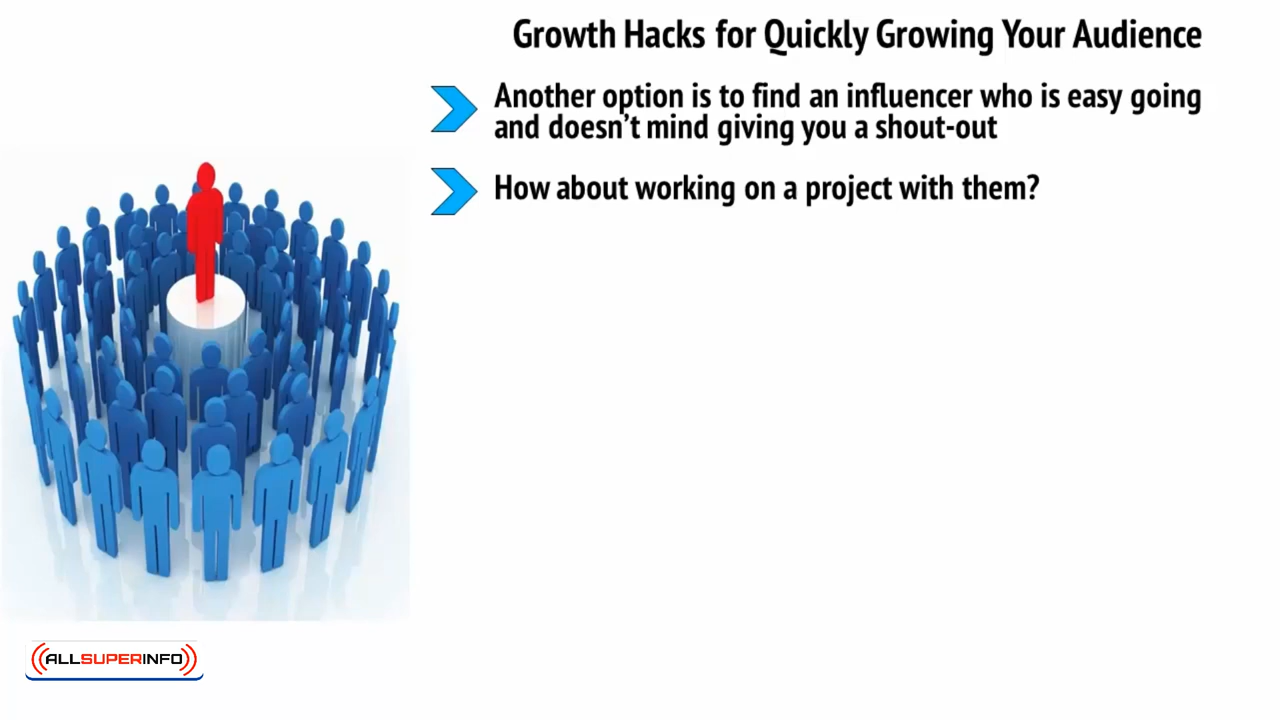 Growth Hacks for Quickly Growing Your Audience
Another option is to find an influencer who is easy going
and doesn't mind giving you a shout-out
How about working on a project with them?
ALLSUPERINFO